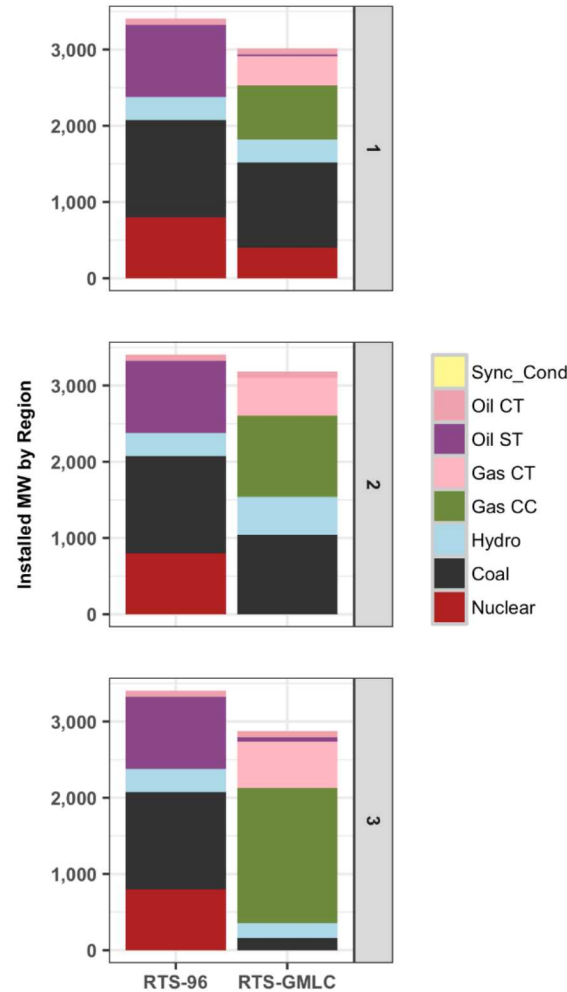 3,000
2,000
1,000
0
1
3,000
2,000
1,000
0
2
3,000
2,000
1,000
0
3
Installed MW by Region
RTS-96
RTS-GMLC
Sync_Cond
Oil CT
Oil ST
Gas CT
Gas CC
Hydro
Coal
Nuclear